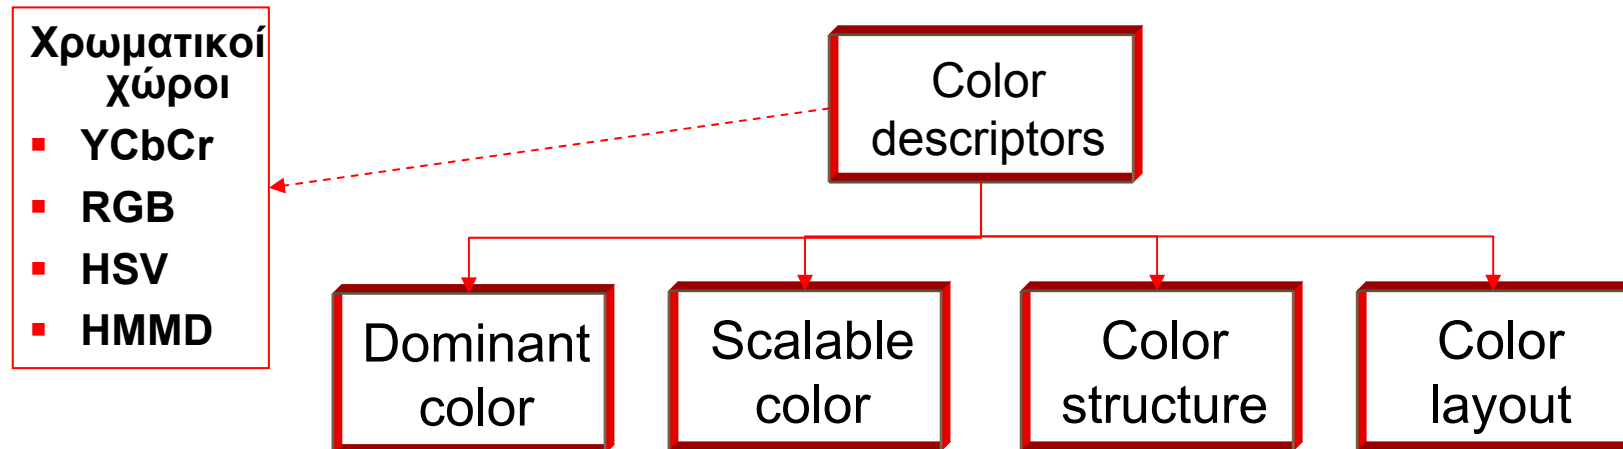 Χρωματικοί
χώροι
▪ YCbCr
▪ RGB
▪ HSV
▪ HMMD
Color
descriptors
Dominant
color
Scalable
color
Color
structure
Color
layout